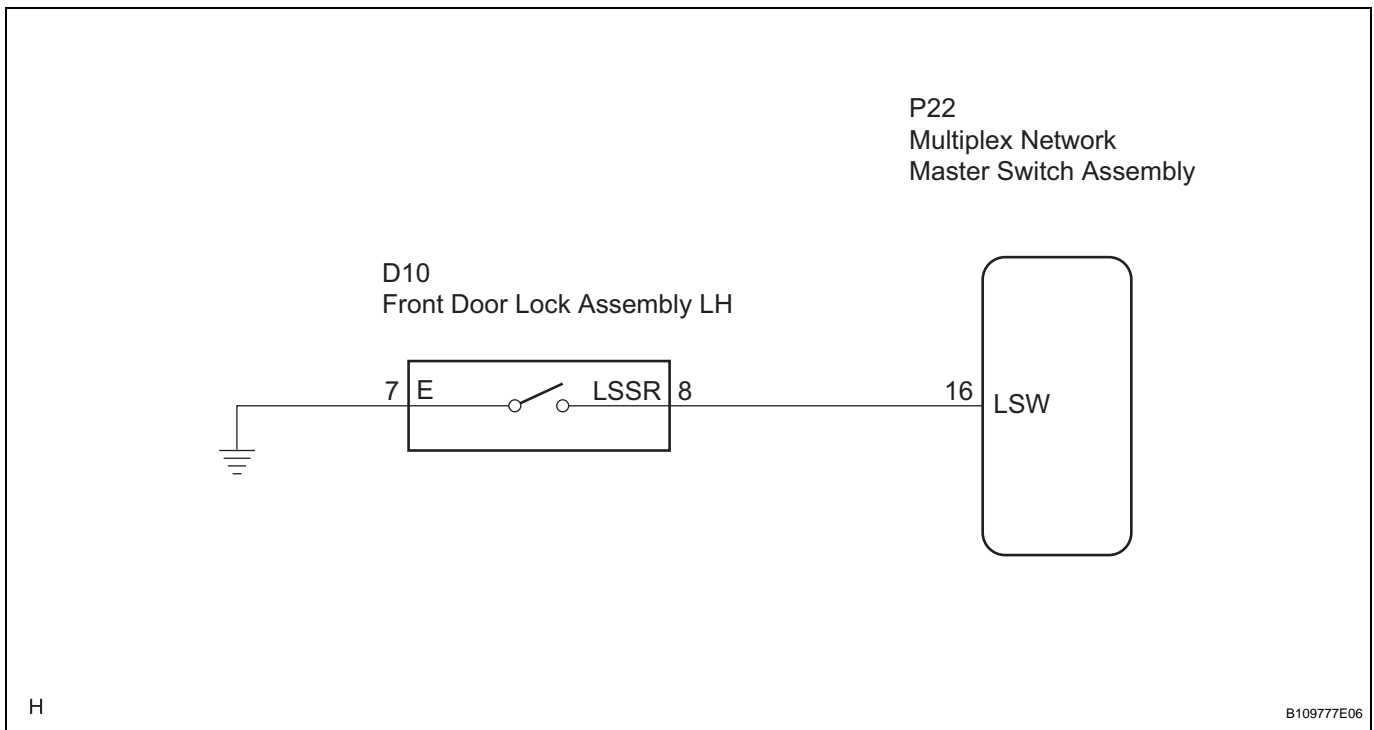 P22
Multiplex Network
Master Switch Assembly
D10
Front Door Lock Assembly LH
7 E LSSR 8 16 LSW
H
B109777E06